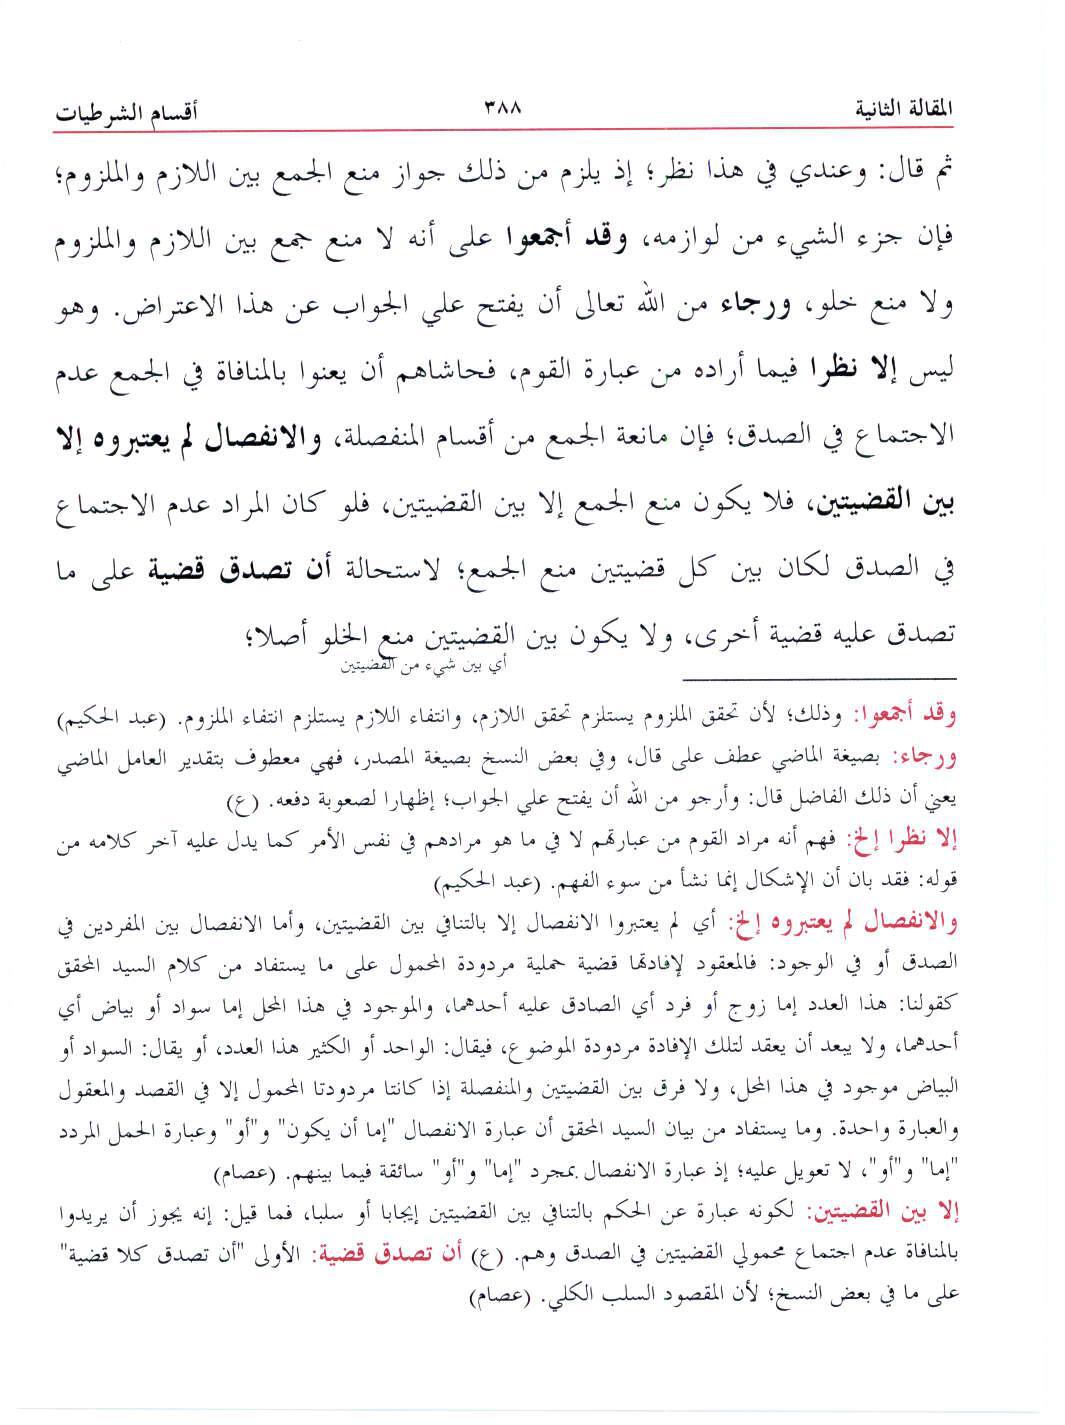 المقالة الثانية ٣٨٨ أقسام الشرطيات
ثم قال: وعندي في هذا نظر؛ إذ يلزم من ذلك جواز منع الجمع بين اللازم والملزوم؛
فإن جزء الشيء من لوازمه، وقد أجمعوا على أنه لا منع جمع بين اللازم والملزوم
ولا منع خلو، ورجاء من الله تعالى أن يفتح علي الجواب عن هذا الاعتراض. وهو
ليس إلا نظرا فيما أراده من عبارة القوم، فحاشاهم أن يعنوا بالمنافاة في الجمع عدم
الاجتماع في الصدق؛ فإن مانعة الجمع من أقسام المنفصلة، والانفصال لم يعتبروه إلا
بين القضيتين، فلا يكون منع الجمع إلا بين القضيتين، فلو كان المراد عدم الاجتماع
في الصدق لكان بين كل قضيتين منع الجمع؛ لاستحالة أن تصدق قضية على ما
تصدق عليه قضية أخرى، ولا يكون بين القضيتين منع الخلو أصلا؛
أي بين شيء من القضيتين
وقد أجمعوا: وذلك؛ لأن تحقق الملزوم يستلزم تحقق اللازم، وانتفاء اللازم يستلزم انتفاء الملزوم. (عبد الحكيم)
ورجاء: بصيغة الماضي عطف على قال، وفي بعض النسخ بصيغة المصدر، فهي معطوف بتقدير العامل الماضي
يعني أن ذلك الفاضل قال: وأرجو من الله أن يفتح علي الجواب؛ إظهارا لصعوبة دفعه. (ع)
إلا نظرا إلخ: فهم أنه مراد القوم من عبارتهم لا في ما هو مرادهم في نفس الأمر كما يدل عليه آخر كلامه من
قوله: فقد بان أن الإشكال إنما نشأ من سوء الفهم. (عبد الحكيم)
والانفصال لم يعتبروه إلخ: أي لم يعتبروا الانفصال إلا بالتنافي بين القضيتين، وأما الانفصال بين المفردين في
الصدق أو في الوجود: فالمعقود لإفادتها قضية حملية مردودة المحمول على ما يستفاد من كلام السيد المحقق
كقولنا: هذا العدد إما زوج أو فرد أي الصادق عليه أحدهما، والموجود في هذا المحل إما سواد أو بياض أي
أحدهما، ولا يبعد أن يعقد لتلك الإفادة مردودة الموضوع، فيقال: الواحد أو الكثير هذا العدد، أو يقال: السواد أو
البياض موجود في هذا المحل، ولا فرق بين القضيتين والمنفصلة إذا كانتا مردودتا المحمول إلا في القصد والمعقول
والعبارة واحدة. وما يستفاد من بيان السيد المحقق أن عبارة الانفصال "إما أن يكون" و"أو" وعبارة الحمل المردد
"إما" و"أو"، لا تعويل عليه؛ إذ عبارة الانفصال بمجرد "إما" و"أو" سائقة فيما بينهم. (عصام)
إلا بين القضيتين: لكونه عبارة عن الحكم بالتنافي بين القضيتين إيجابا أو سلبا، فما قيل: إنه يجوز أن يريدوا
بالمنافاة عدم اجتماع محمولي القضيتين في الصدق وهم. (ع) أن تصدق قضية: الأولى "أن تصدق كلا قضية"
على ما في بعض النسخ؛ لأن المقصود السلب الكلي. (عصام)